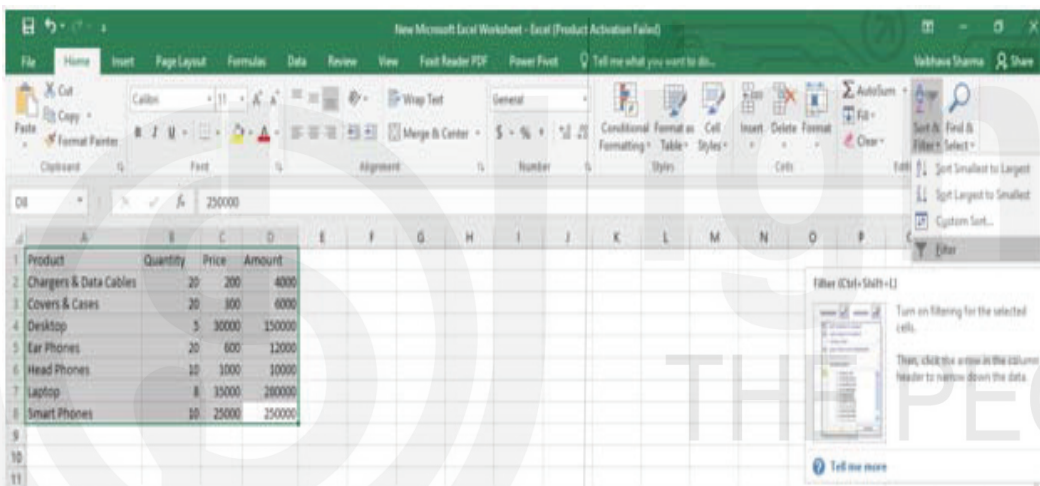 New Microsoft Excel Worksheet - Excel (Product Activation Failed)
File Home Insert Page Layout Formulas Data Review View Foxit Reader PDF Power Pivot Tell me what you want to do... Vaibhava Sharma Share
Cut
Copy
Format Painter
Paste
Clipboard
Calibri 11
B I U
Font
Wrap Text
Merge & Center
Alignment
General
$ - % ,
Number
Conditional Formatting
Format as Table
Cell Styles
Styles
Insert Delete Format
Cells
AutoSum
Fill
Clear
Sort & Filter
Find & Select
Sort Smallest to Largest
Sort Largest to Smallest
Custom Sort...
Filter
D8 fx 250000
A B C D E F G H I J K L M N O P
1 Product Quantity Price Amount
2 Chargers & Data Cables 20 200 4000
3 Covers & Cases 20 300 6000
4 Desktop 5 30000 150000
5 Ear Phones 20 600 12000
6 Head Phones 10 1000 10000
7 Laptop 8 35000 280000
8 Smart Phones 10 25000 250000
9
10
11
Filter (Ctrl+Shift+L)
Turn on filtering for the selected
cells.
Then, click the arrow in the column
header to narrow down the data.
Tell me more
THE PEO